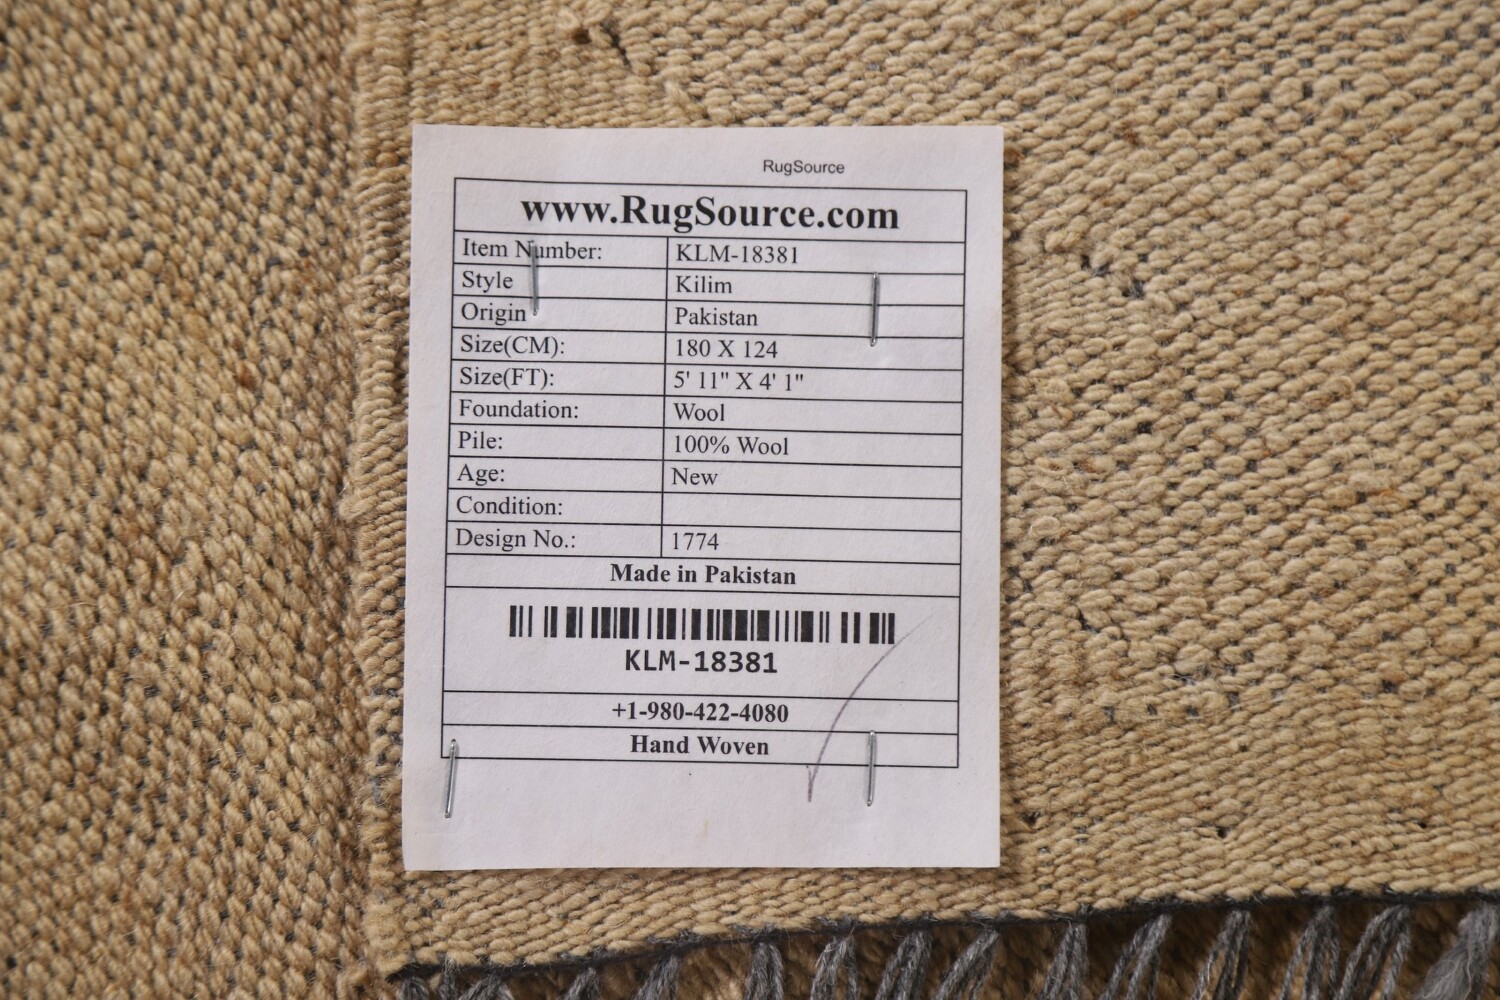 RugSource
www.RugSource.com
Item Number: KLM-18381
Style Kilim
Origin Pakistan
Size(CM): 180 X 124
Size(FT): 5' 11" X 4' 1"
Foundation: Wool
Pile: 100% Wool
Age: New
Condition:
Design No.: 1774
Made in Pakistan
KLM-18381
+1-980-422-4080
Hand Woven